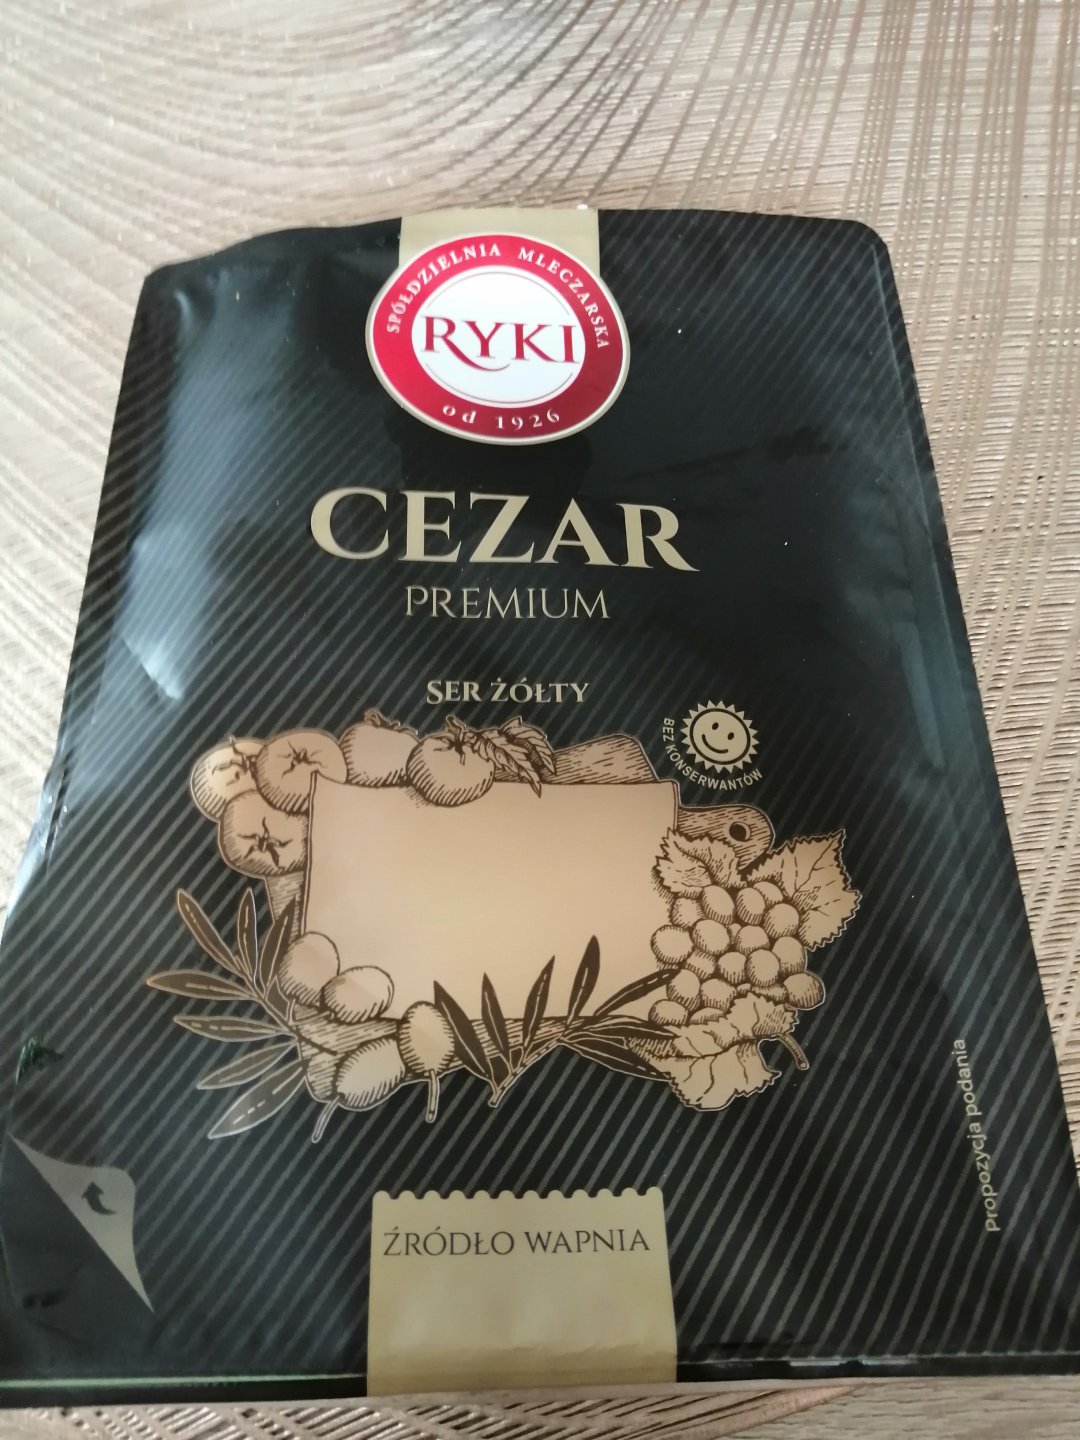 SPÓŁDZIELNIA MLECZARSKA
RYKI
od 1926
CEZAR
PREMIUM
SER ŻÓŁTY
BEZ KONSERWANTÓW
Propozycja podania
ŹRÓDŁO WAPNIA